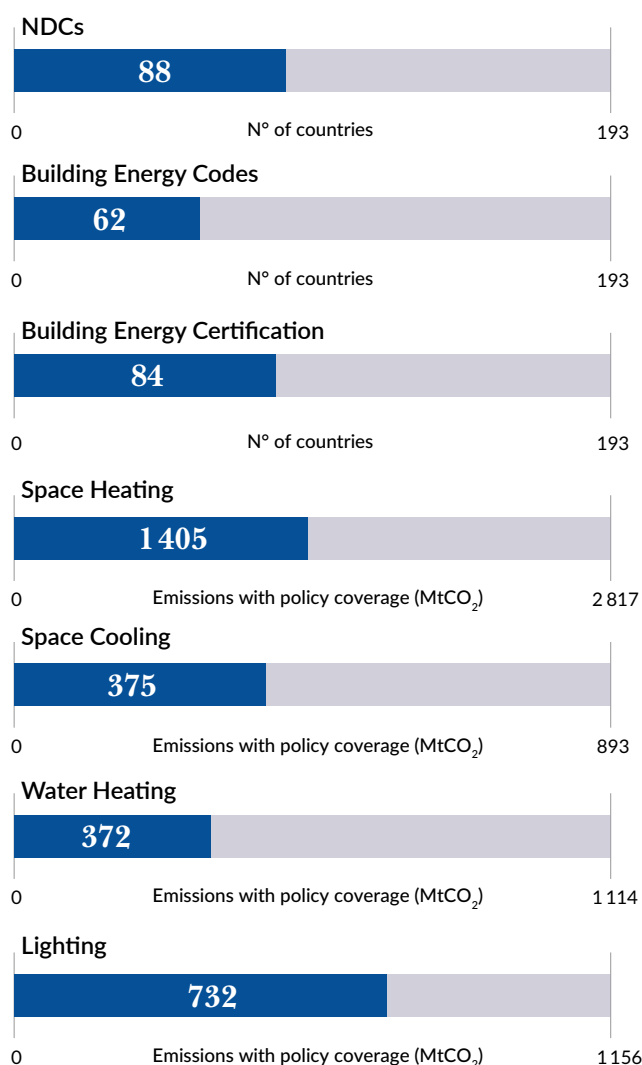 NDCs
88
0 N° of countries 193
Building Energy Codes
62
0 N° of countries 193
Building Energy Certification
84
0 N° of countries 193
Space Heating
1 405
0 Emissions with policy coverage (MtCO₂) 2 817
Space Cooling
375
0 Emissions with policy coverage (MtCO₂) 893
Water Heating
372
0 Emissions with policy coverage (MtCO₂) 1 114
Lighting
732
0 Emissions with policy coverage (MtCO₂) 1 156